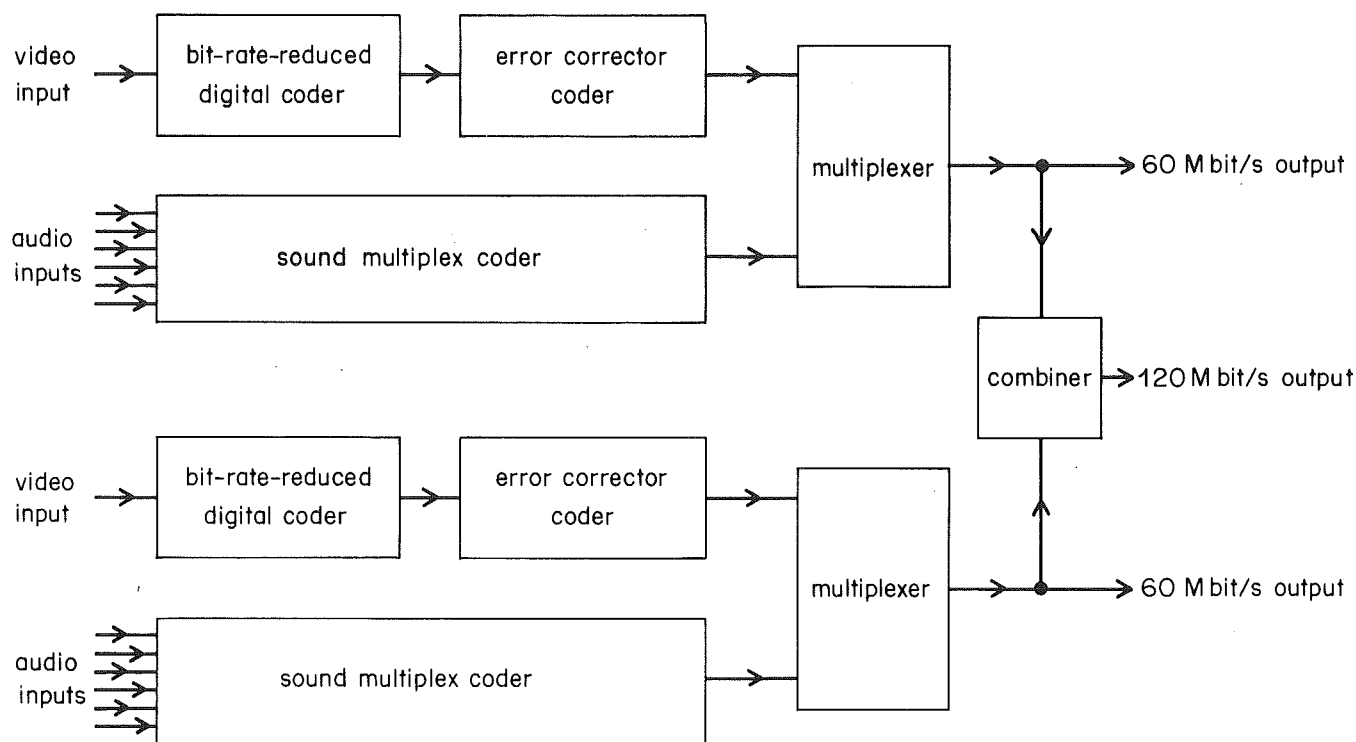 video
input
bit-rate-reduced
digital coder
error corrector
coder
multiplexer
60 M bit/s output
audio
inputs
sound multiplex coder
combiner
120 M bit/s output
video
input
bit-rate-reduced
digital coder
error corrector
coder
multiplexer
60 M bit/s output
audio
inputs
sound multiplex coder